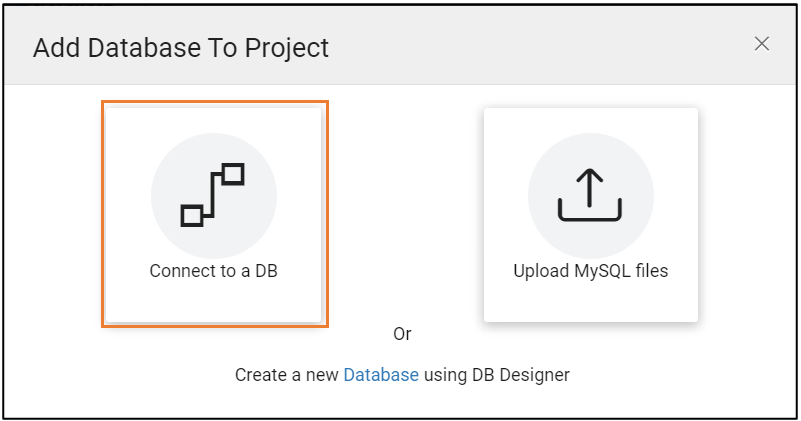 Add Database To Project
Connect to a DB
Upload MySQL files
Or
Create a new Database using DB Designer